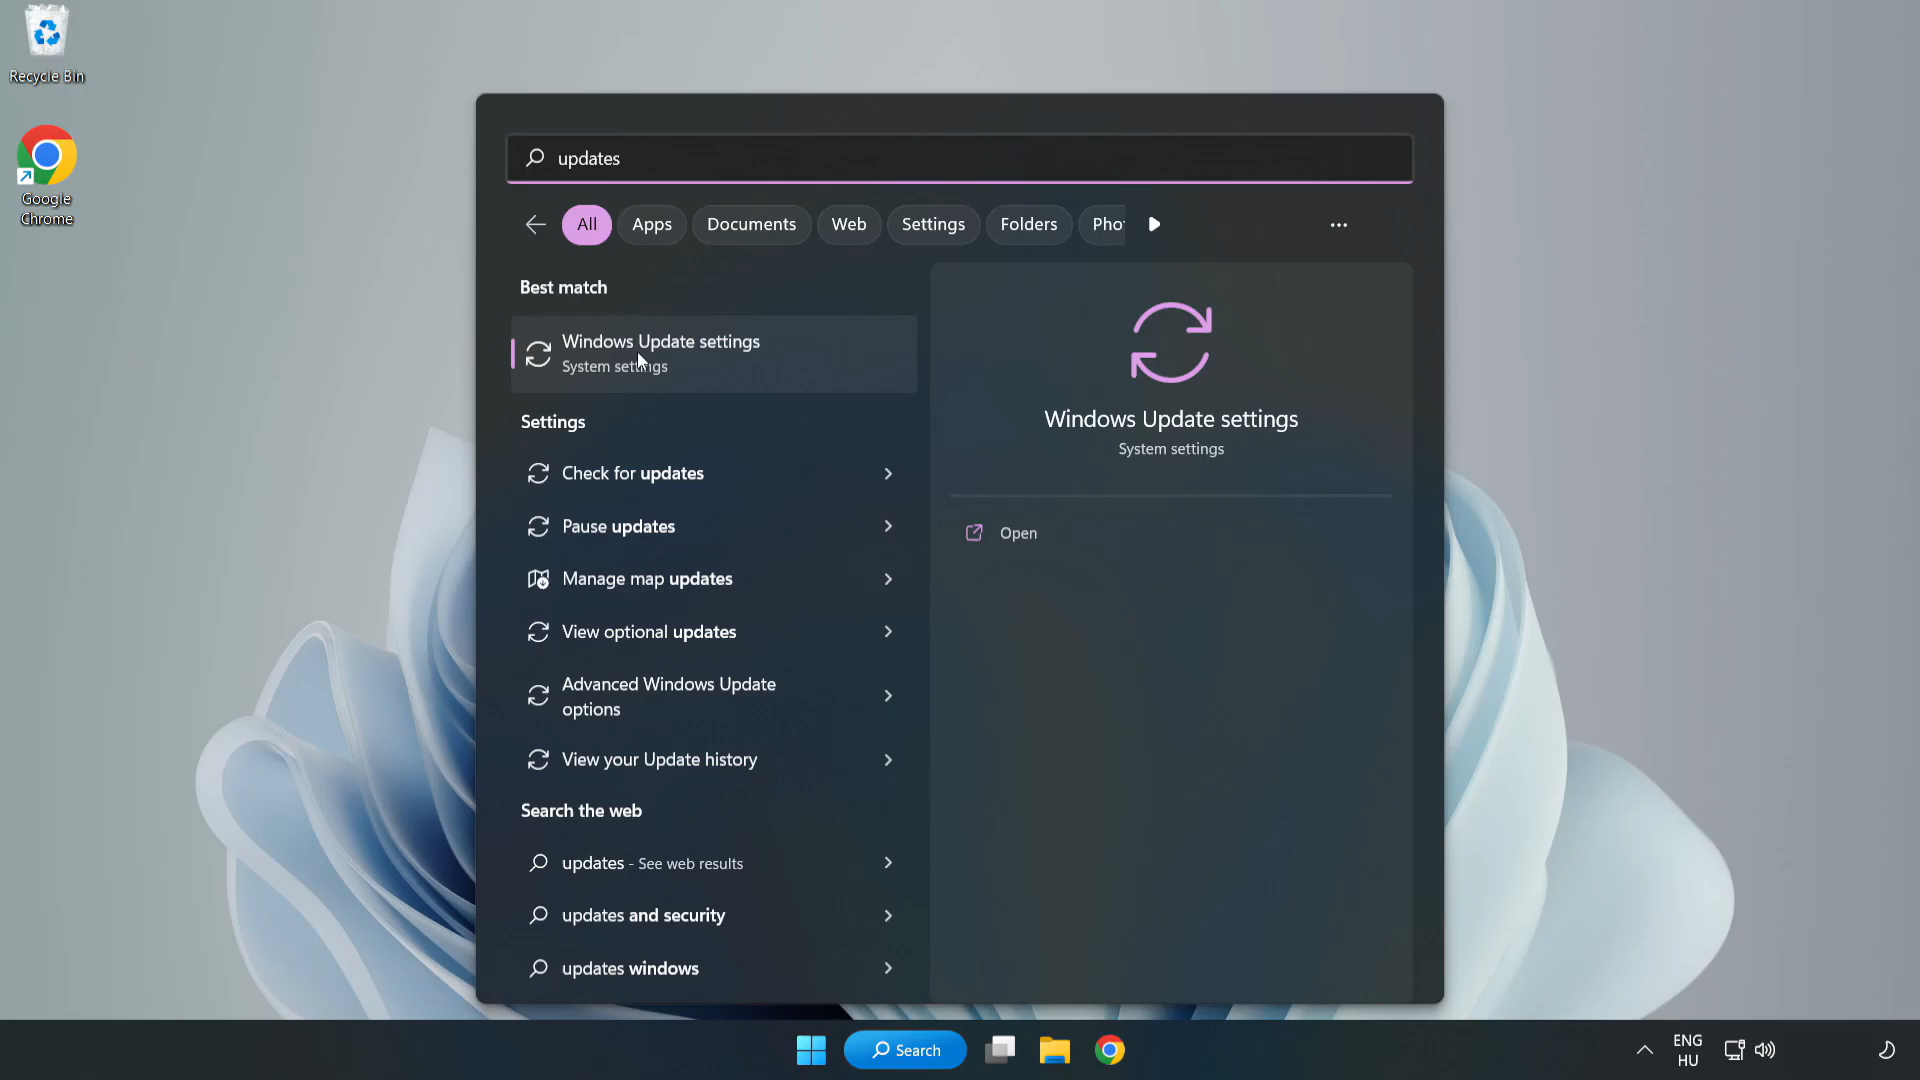 Recycle Bin
Google
Chrome
updates
All
Apps
Documents
Web
Settings
Folders
Pho
Best match
Windows Update settings
System settings
Settings
Check for updates
Pause updates
Manage map updates
View optional updates
Advanced Windows Update
options
View your Update history
Search the web
updates - See web results
updates and security
updates windows
Windows Update settings
System settings
Open
Search
ENG
HU